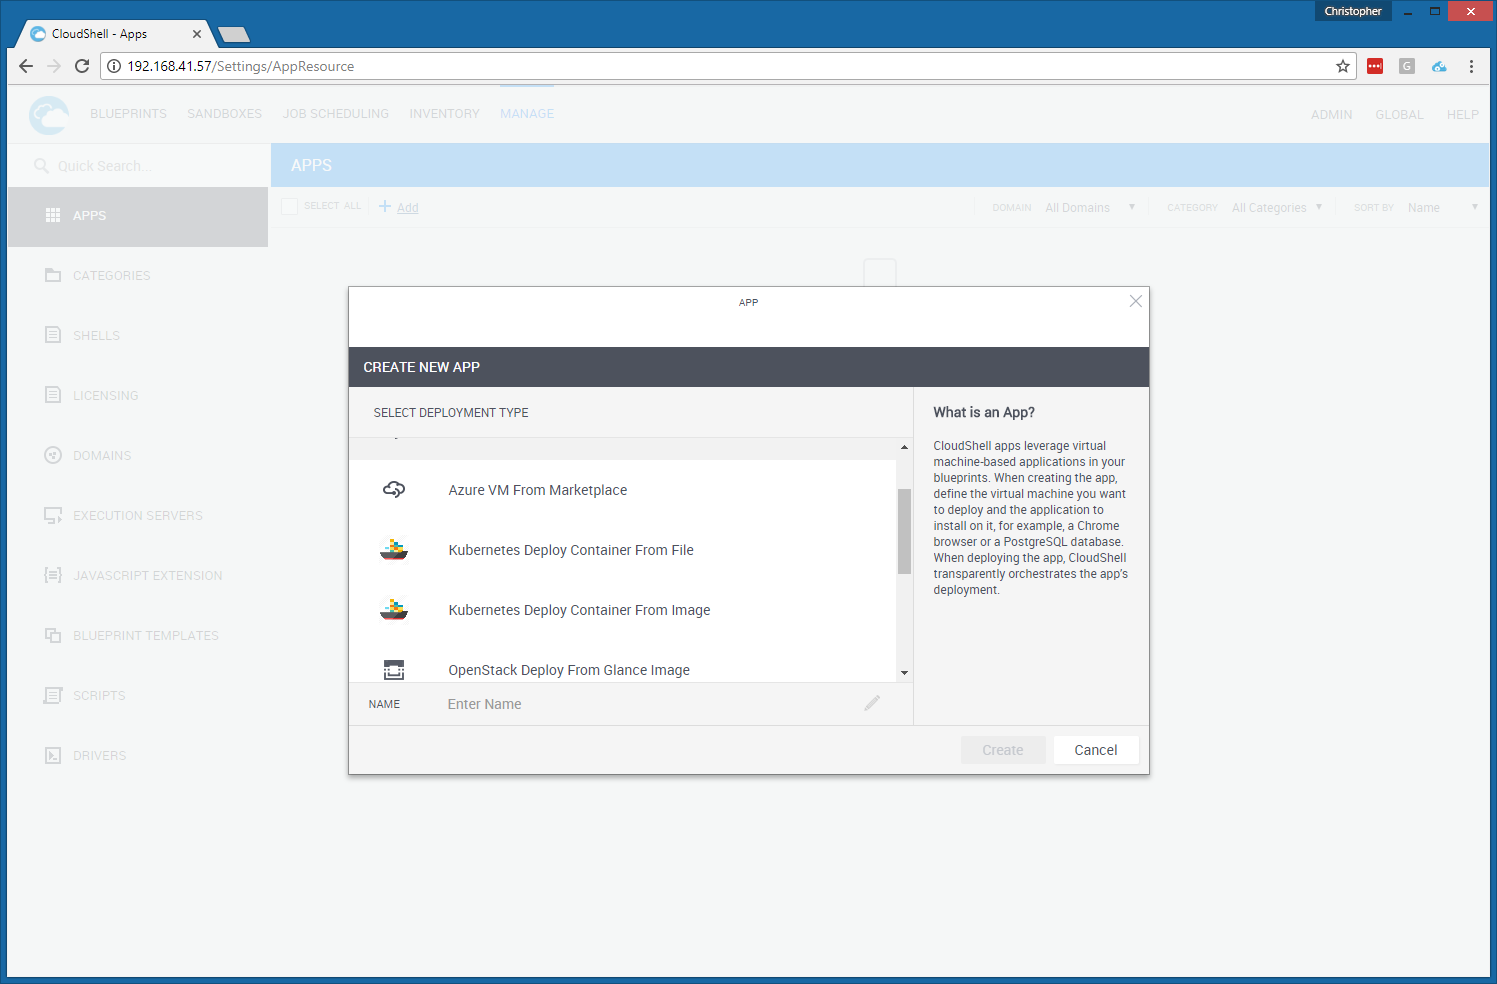 Christopher
CloudShell - Apps
192.168.41.57/Settings/AppResource
G
BLUEPRINTS SANDBOXES JOB SCHEDULING INVENTORY MANAGE ADMIN GLOBAL HELP
Quick Search...
APPS
APPS
SELECT ALL Add DOMAIN All Domains CATEGORY All Categories SORT BY Name
CATEGORIES
SHELLS
LICENSING
DOMAINS
EXECUTION SERVERS
JAVASCRIPT EXTENSION
BLUEPRINT TEMPLATES
SCRIPTS
DRIVERS
APP
CREATE NEW APP
SELECT DEPLOYMENT TYPE
Azure VM From Marketplace
Kubernetes Deploy Container From File
Kubernetes Deploy Container From Image
OpenStack Deploy From Glance Image
NAME Enter Name
What is an App?
CloudShell apps leverage virtual
machine-based applications in your
blueprints. When creating the app,
define the virtual machine you want
to deploy and the application to
install on it, for example, a Chrome
browser or a PostgreSQL database.
When deploying the app, CloudShell
transparently orchestrates the app's
deployment.
Create Cancel